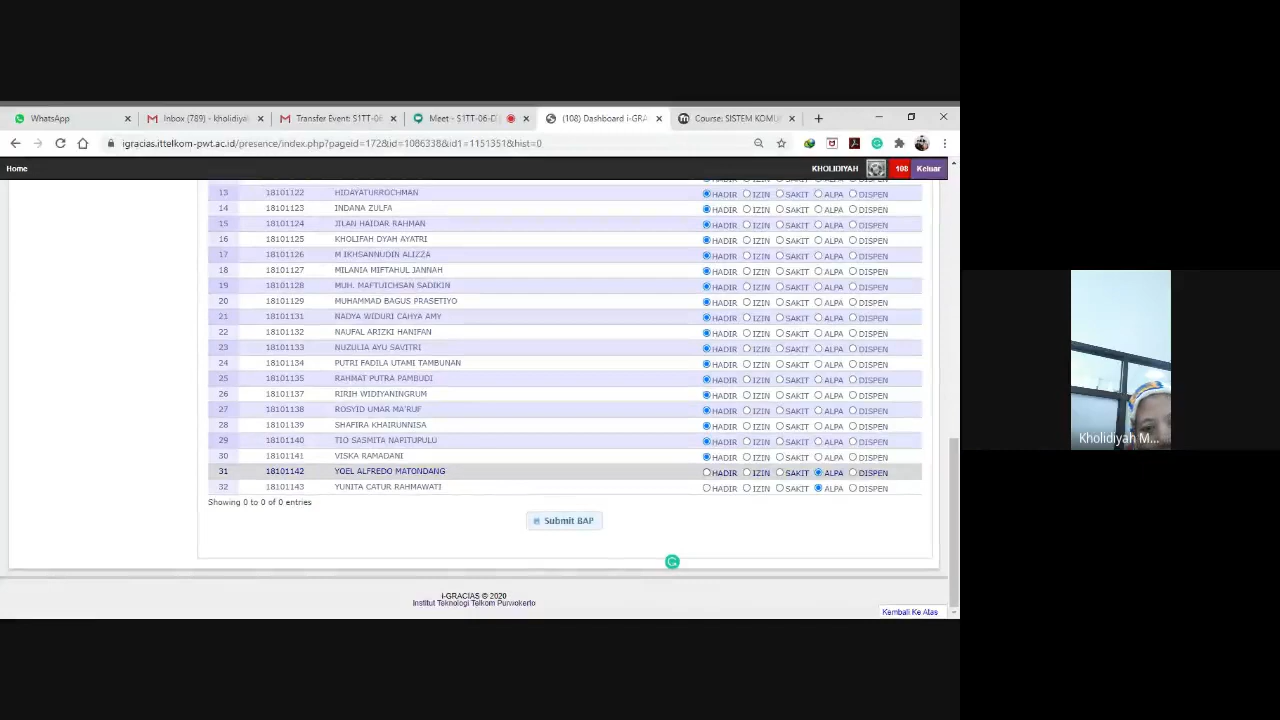 WhatsApp
Inbox (789) - kholidiyah
Transfer Event: S1TT-06
Meet - S1TT-06-D
(108) Dashboard i-GRA
Course: SISTEM KOMU
igracias.ittelkom-pwt.ac.id/presence/index.php?pageid=172&id=1086338&id1=1151351&hist=0
Home
KHOLIDIYAH
108
Keluar
13 18101122 HIDAYATURROCHMAN HADIR IZIN SAKIT ALPA DISPEN
14 18101123 INDANA ZULFA HADIR IZIN SAKIT ALPA DISPEN
15 18101124 JILAN HAIDAR RAHMAN HADIR IZIN SAKIT ALPA DISPEN
16 18101125 KHOLIFAH DYAH AYATRI HADIR IZIN SAKIT ALPA DISPEN
17 18101126 M IKHSANNUDIN ALIZZA HADIR IZIN SAKIT ALPA DISPEN
18 18101127 MILANIA MIFTAHUL JANNAH HADIR IZIN SAKIT ALPA DISPEN
19 18101128 MUH. MAFTUICHSAN SADIKIN HADIR IZIN SAKIT ALPA DISPEN
20 18101129 MUHAMMAD BAGUS PRASETIYO HADIR IZIN SAKIT ALPA DISPEN
21 18101131 NADYA WIDURI CAHYA AMY HADIR IZIN SAKIT ALPA DISPEN
22 18101132 NAUFAL ARIZKI HANIFAN HADIR IZIN SAKIT ALPA DISPEN
23 18101133 NUZULIA AYU SAVITRI HADIR IZIN SAKIT ALPA DISPEN
24 18101134 PUTRI FADILA UTAMI TAMBUNAN HADIR IZIN SAKIT ALPA DISPEN
25 18101135 RAHMAT PUTRA PAMBUDI HADIR IZIN SAKIT ALPA DISPEN
26 18101137 RIRIH WIDIYANINGRUM HADIR IZIN SAKIT ALPA DISPEN
27 18101138 ROSYID UMAR MA'RUF HADIR IZIN SAKIT ALPA DISPEN
28 18101139 SHAFIRA KHAIRUNNISA HADIR IZIN SAKIT ALPA DISPEN
29 18101140 TIO SASMITA NAPITUPULU HADIR IZIN SAKIT ALPA DISPEN
30 18101141 VISKA RAMADANI HADIR IZIN SAKIT ALPA DISPEN
31 18101142 YOEL ALFREDO MATONDANG HADIR IZIN SAKIT ALPA DISPEN
32 18101143 YUNITA CATUR RAHMAWATI HADIR IZIN SAKIT ALPA DISPEN
Showing 0 to 0 of 0 entries
Submit BAP
i-GRACIAS © 2020
Institut Teknologi Telkom Purwokerto
Kembali Ke Atas
Kholidiyah M...